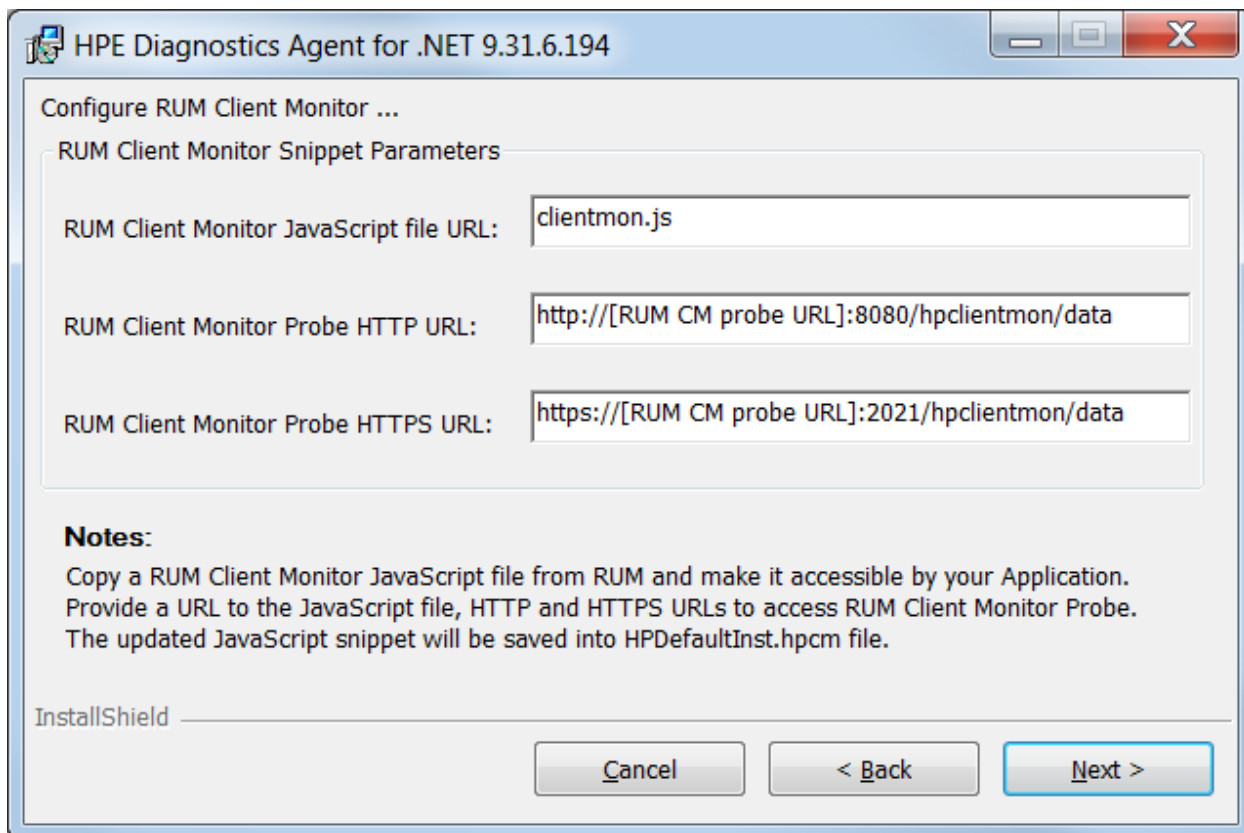 HPE Diagnostics Agent for .NET 9.31.6.194
Configure RUM Client Monitor ...
RUM Client Monitor Snippet Parameters
RUM Client Monitor JavaScript file URL:
clientmon.js
RUM Client Monitor Probe HTTP URL:
http://[RUM CM probe URL]:8080/hpclientmon/data
RUM Client Monitor Probe HTTPS URL:
https://[RUM CM probe URL]:2021/hpclientmon/data
Notes:
Copy a RUM Client Monitor JavaScript file from RUM and make it accessible by your Application.
Provide a URL to the JavaScript file, HTTP and HTTPS URLs to access RUM Client Monitor Probe.
The updated JavaScript snippet will be saved into HPDefaultInst.hpcm file.
InstallShield
Cancel
< Back
Next >